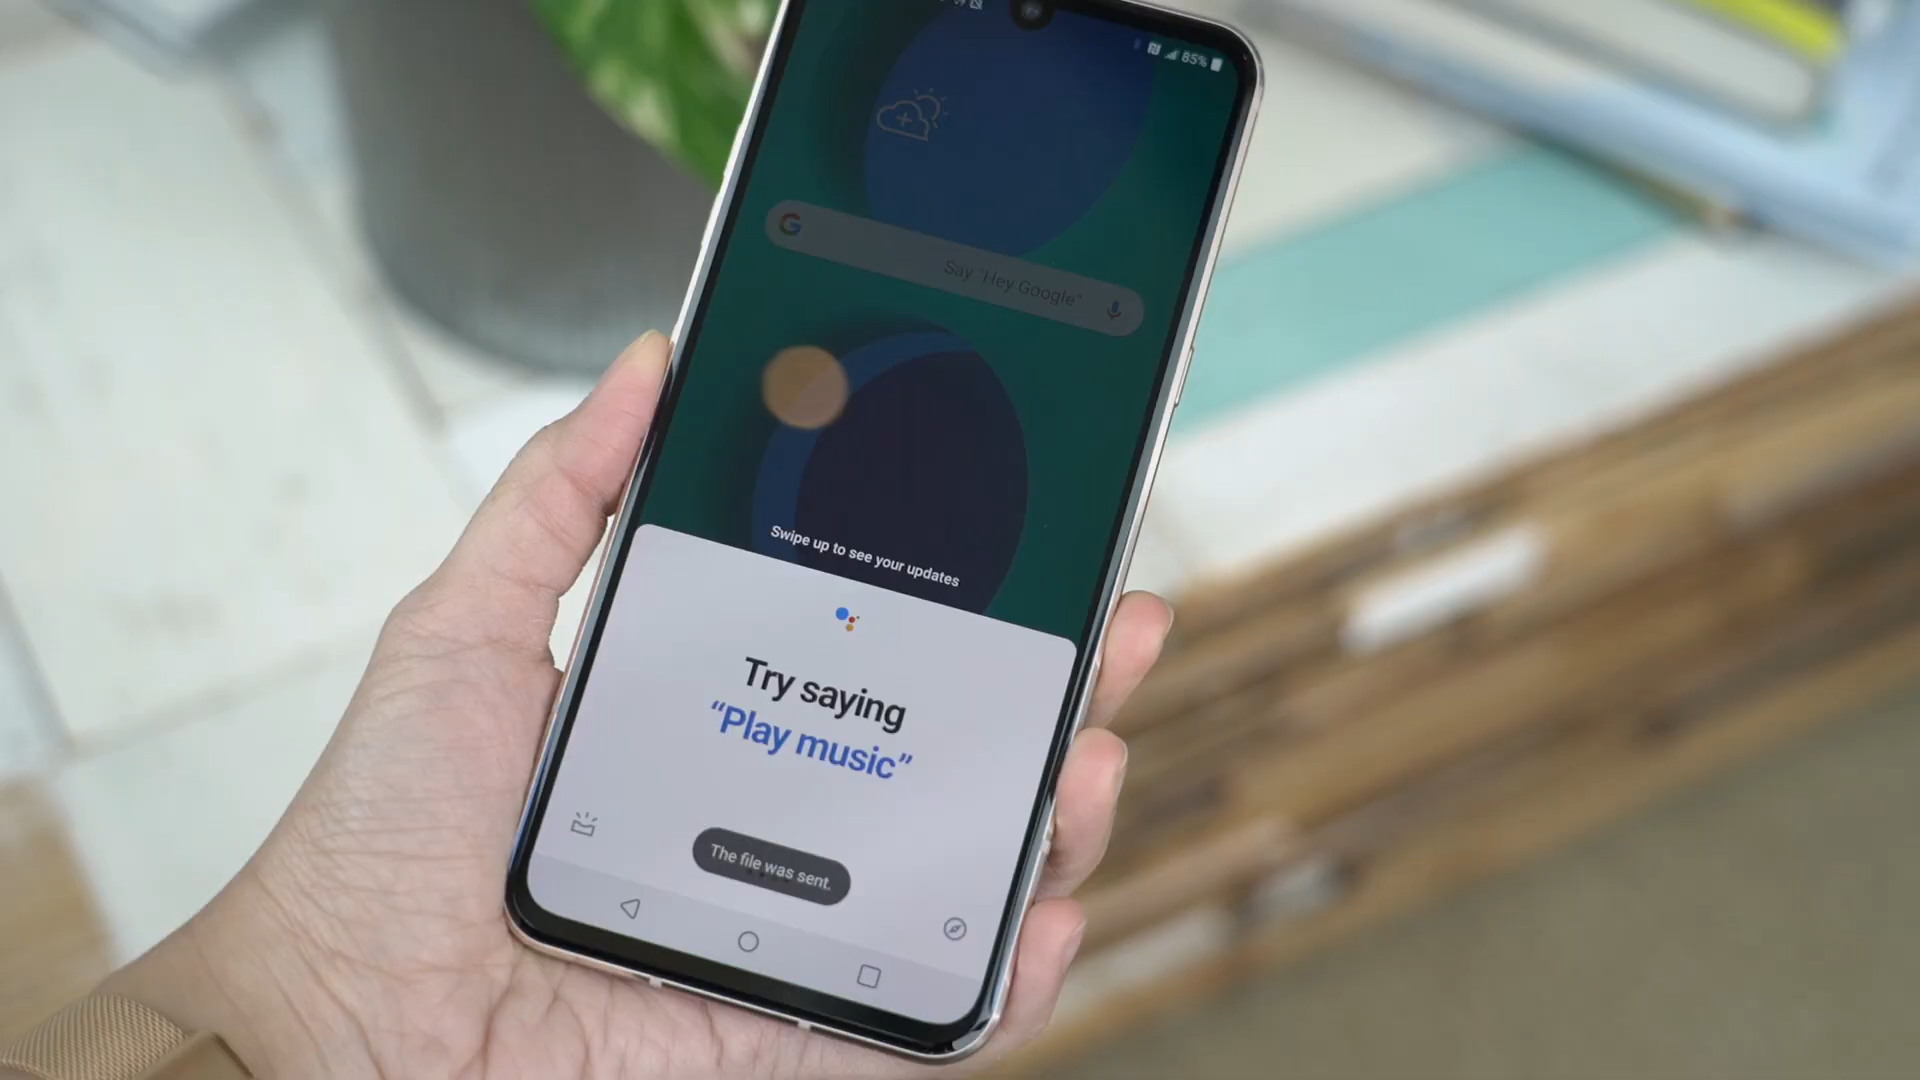 85%
G
Say "Hey Google"
Swipe up to see your updates
Try saying
“Play music”
The file was sent.